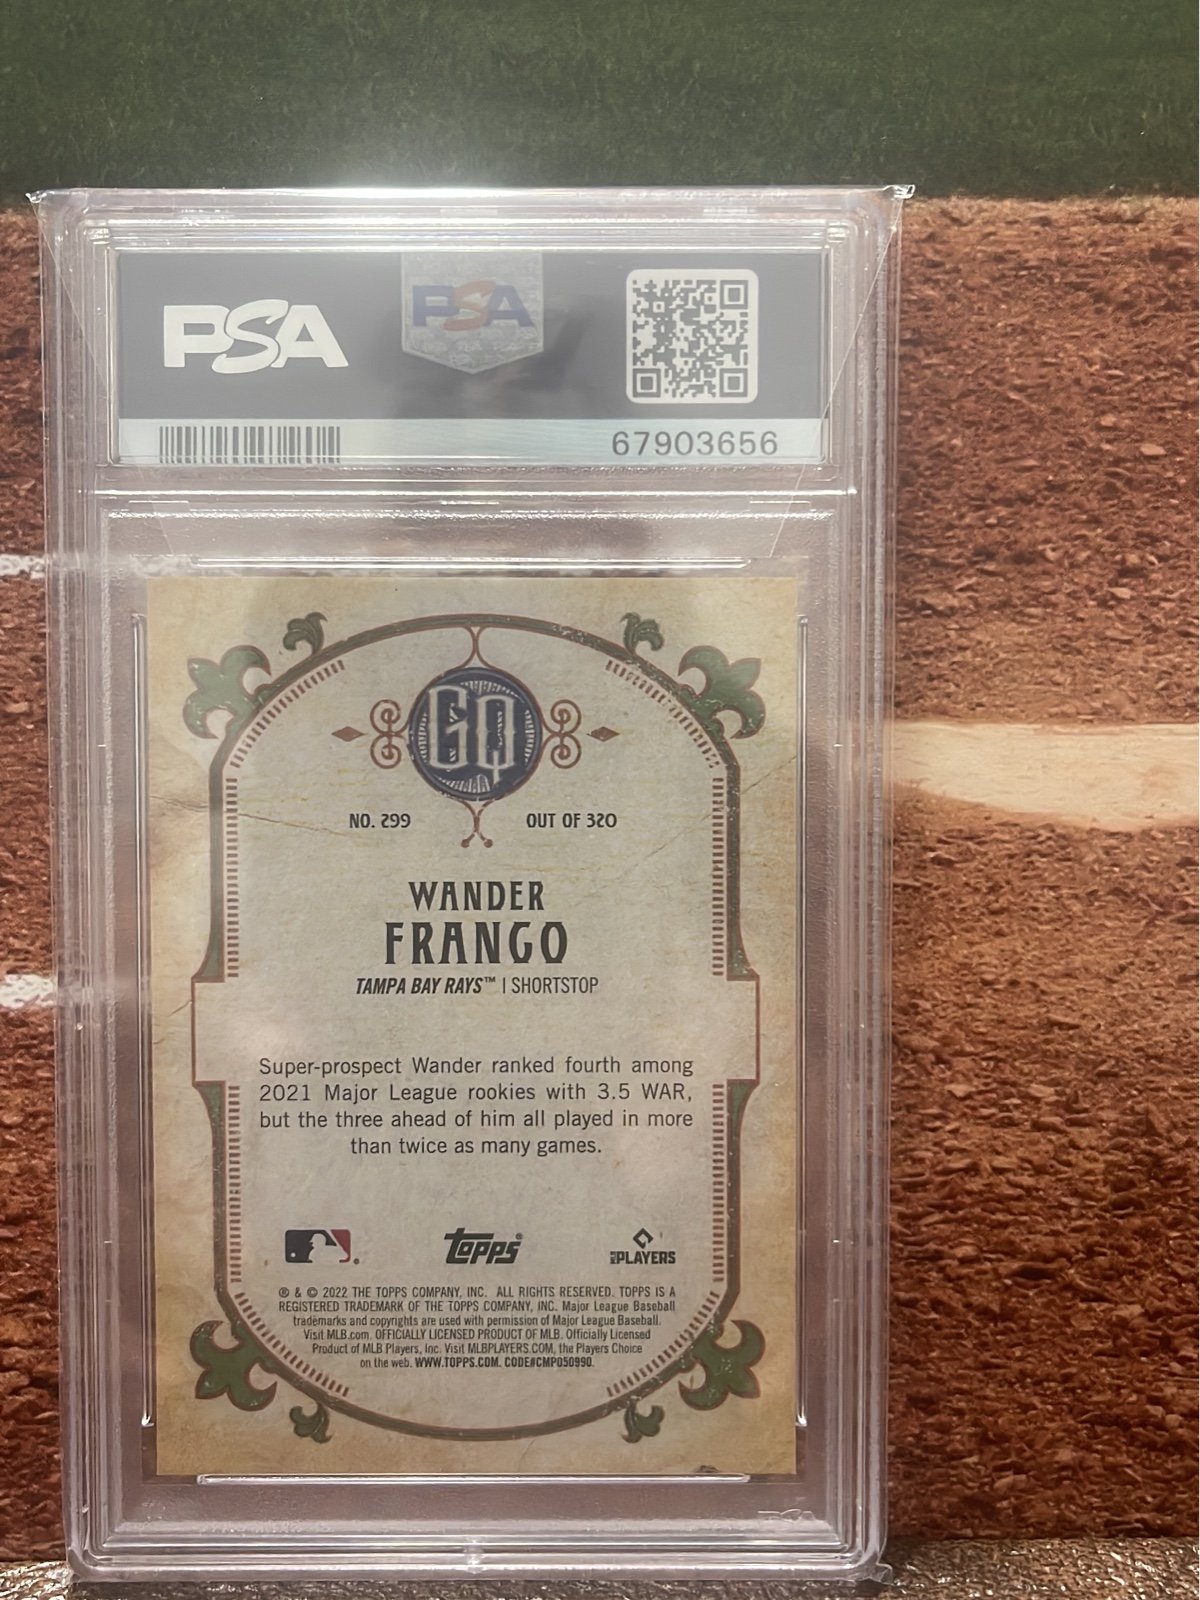 PSA
PSA
67903656
GQ
NO. 299 OUT OF 320
WANDER
FRANCO
TAMPA BAY RAYS™ | SHORTSTOP
Super-prospect Wander ranked fourth among
2021 Major League rookies with 3.5 WAR,
but the three ahead of him all played in more
than twice as many games.
topps®
MLB PLAYERS
® & © 2022 THE TOPPS COMPANY, INC. ALL RIGHTS RESERVED. TOPPS IS A
REGISTERED TRADEMARK OF THE TOPPS COMPANY, INC. Major League Baseball
trademarks and copyrights are used with permission of Major League Baseball.
Visit MLB.com. OFFICIALLY LICENSED PRODUCT OF MLB. Officially Licensed
Product of MLB Players, Inc. Visit MLBPLAYERS.COM, the Players Choice
on the web. WWW.TOPPS.COM. CODE#CMP050990.